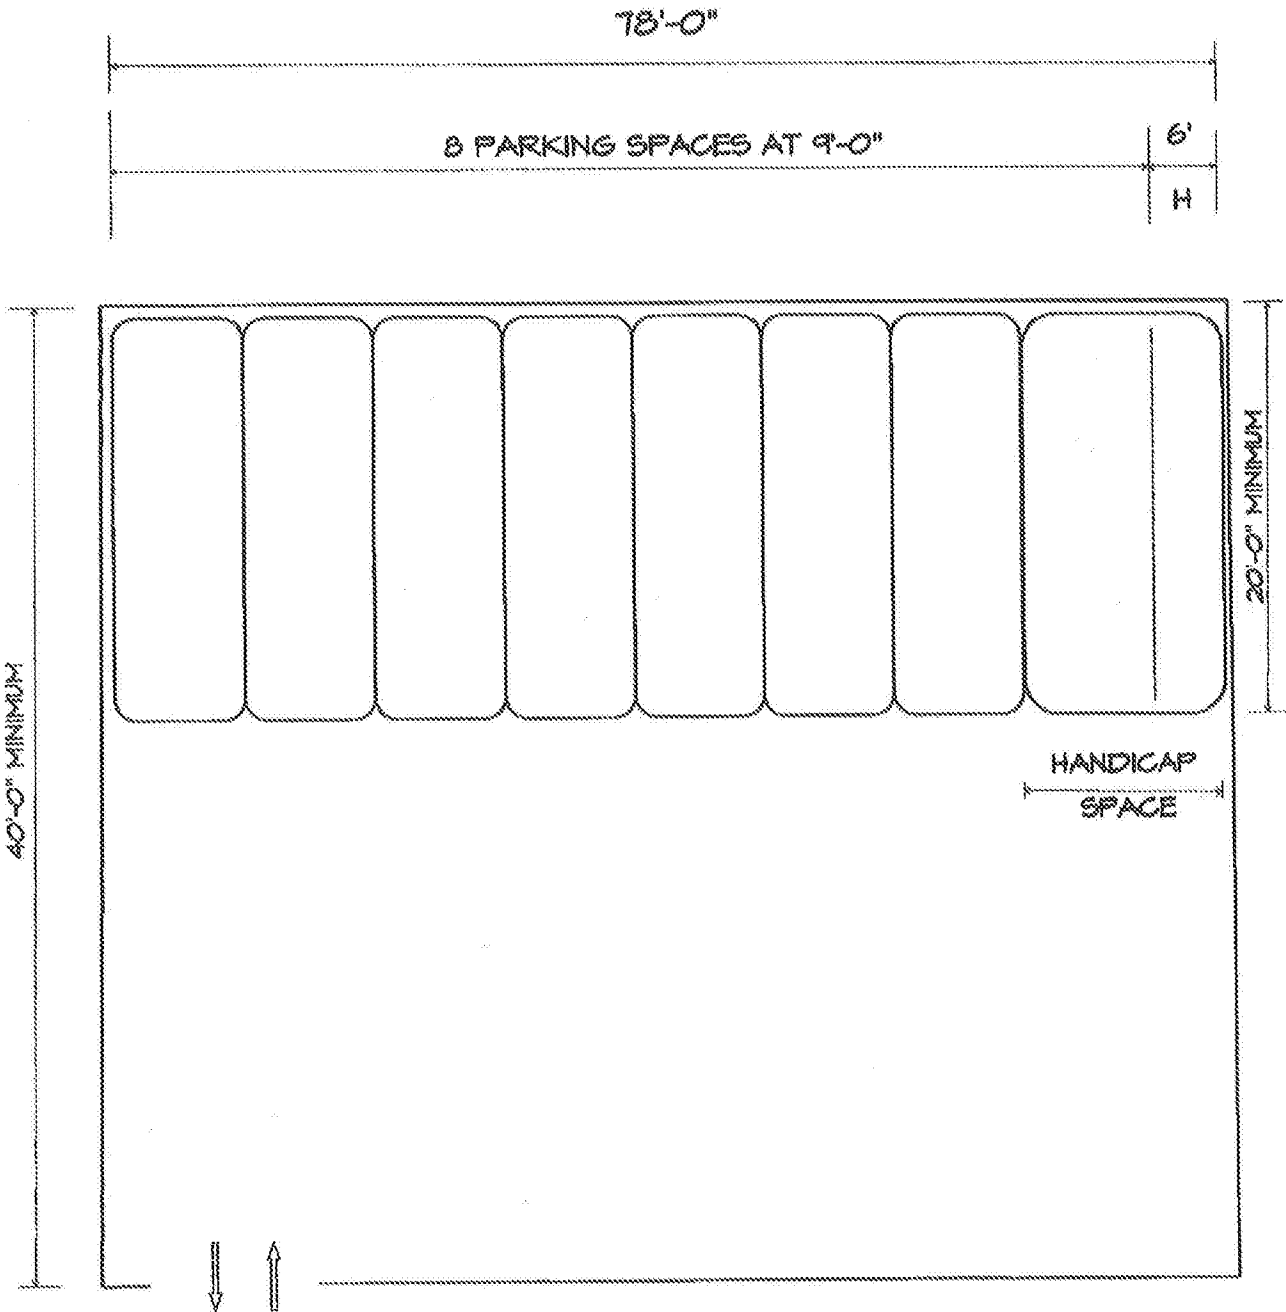 78'-0"
8 PARKING SPACES AT 9'-0"
6'
H
40'-0" MINIMUM
20'-0" MINIMUM
HANDICAP
SPACE